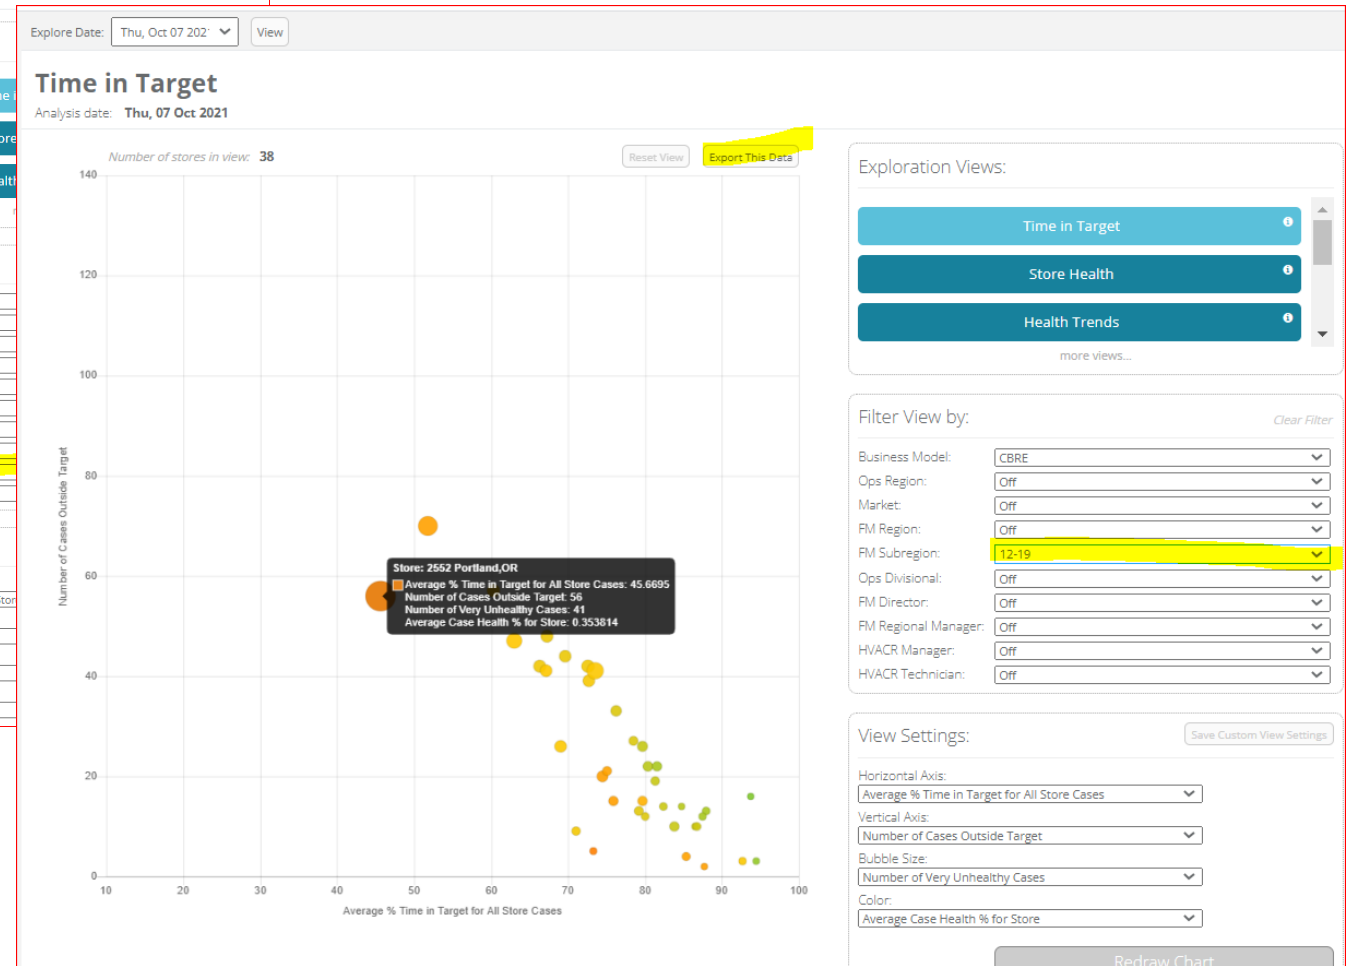 Explore Date: Thu, Oct 07 202 View
Time in Target
Analysis date: Thu, 07 Oct 2021
Number of stores in view: 38
Reset View
Export This Data
140
120
100
80
60
40
20
0
10 20 30 40 50 60 70 80 90 100
Number of Cases Outside Target
Average % Time in Target for All Store Cases
Store: 2552 Portland,OR
Average % Time in Target for All Store Cases: 45.6695
Number of Cases Outside Target: 56
Number of Very Unhealthy Cases: 41
Average Case Health % for Store: 0.353814
Exploration Views:
Time in Target
Store Health
Health Trends
more views...
Filter View by:
Clear Filter
Business Model: CBRE
Ops Region: Off
Market: Off
FM Region: Off
FM Subregion: 12-19
Ops Divisional: Off
FM Director: Off
FM Regional Manager: Off
HVACR Manager: Off
HVACR Technician: Off
View Settings:
Save Custom View Settings
Horizontal Axis:
Average % Time in Target for All Store Cases
Vertical Axis:
Number of Cases Outside Target
Bubble Size:
Number of Very Unhealthy Cases
Color:
Average Case Health % for Store
Redraw Chart